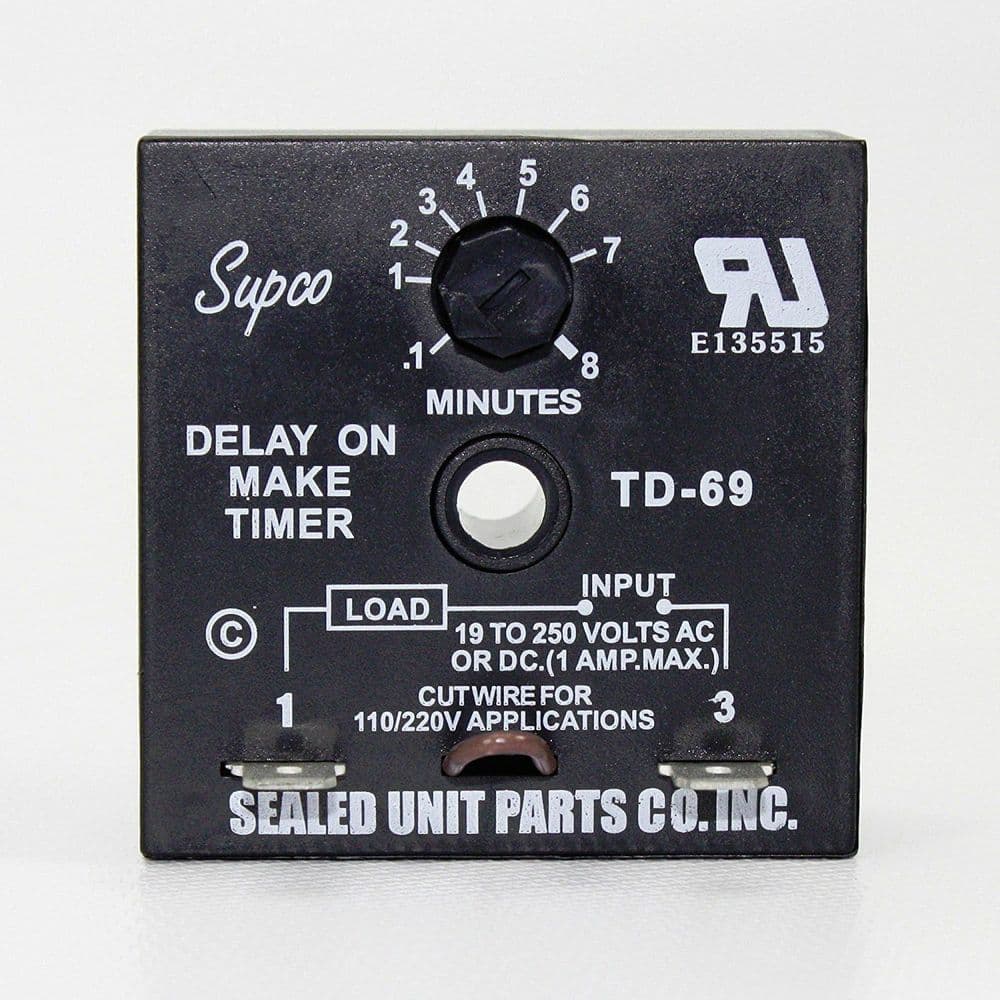 5
4
6
3
2
7
1
.1
8
MINUTES
Supco
RU
E135515
DELAY ON
MAKE
TIMER
TD-69
©
LOAD
INPUT
19 TO 250 VOLTS AC
OR DC.(1 AMP.MAX.)
1
CUT WIRE FOR
110/220V APPLICATIONS
3
SEALED UNIT PARTS CO. INC.